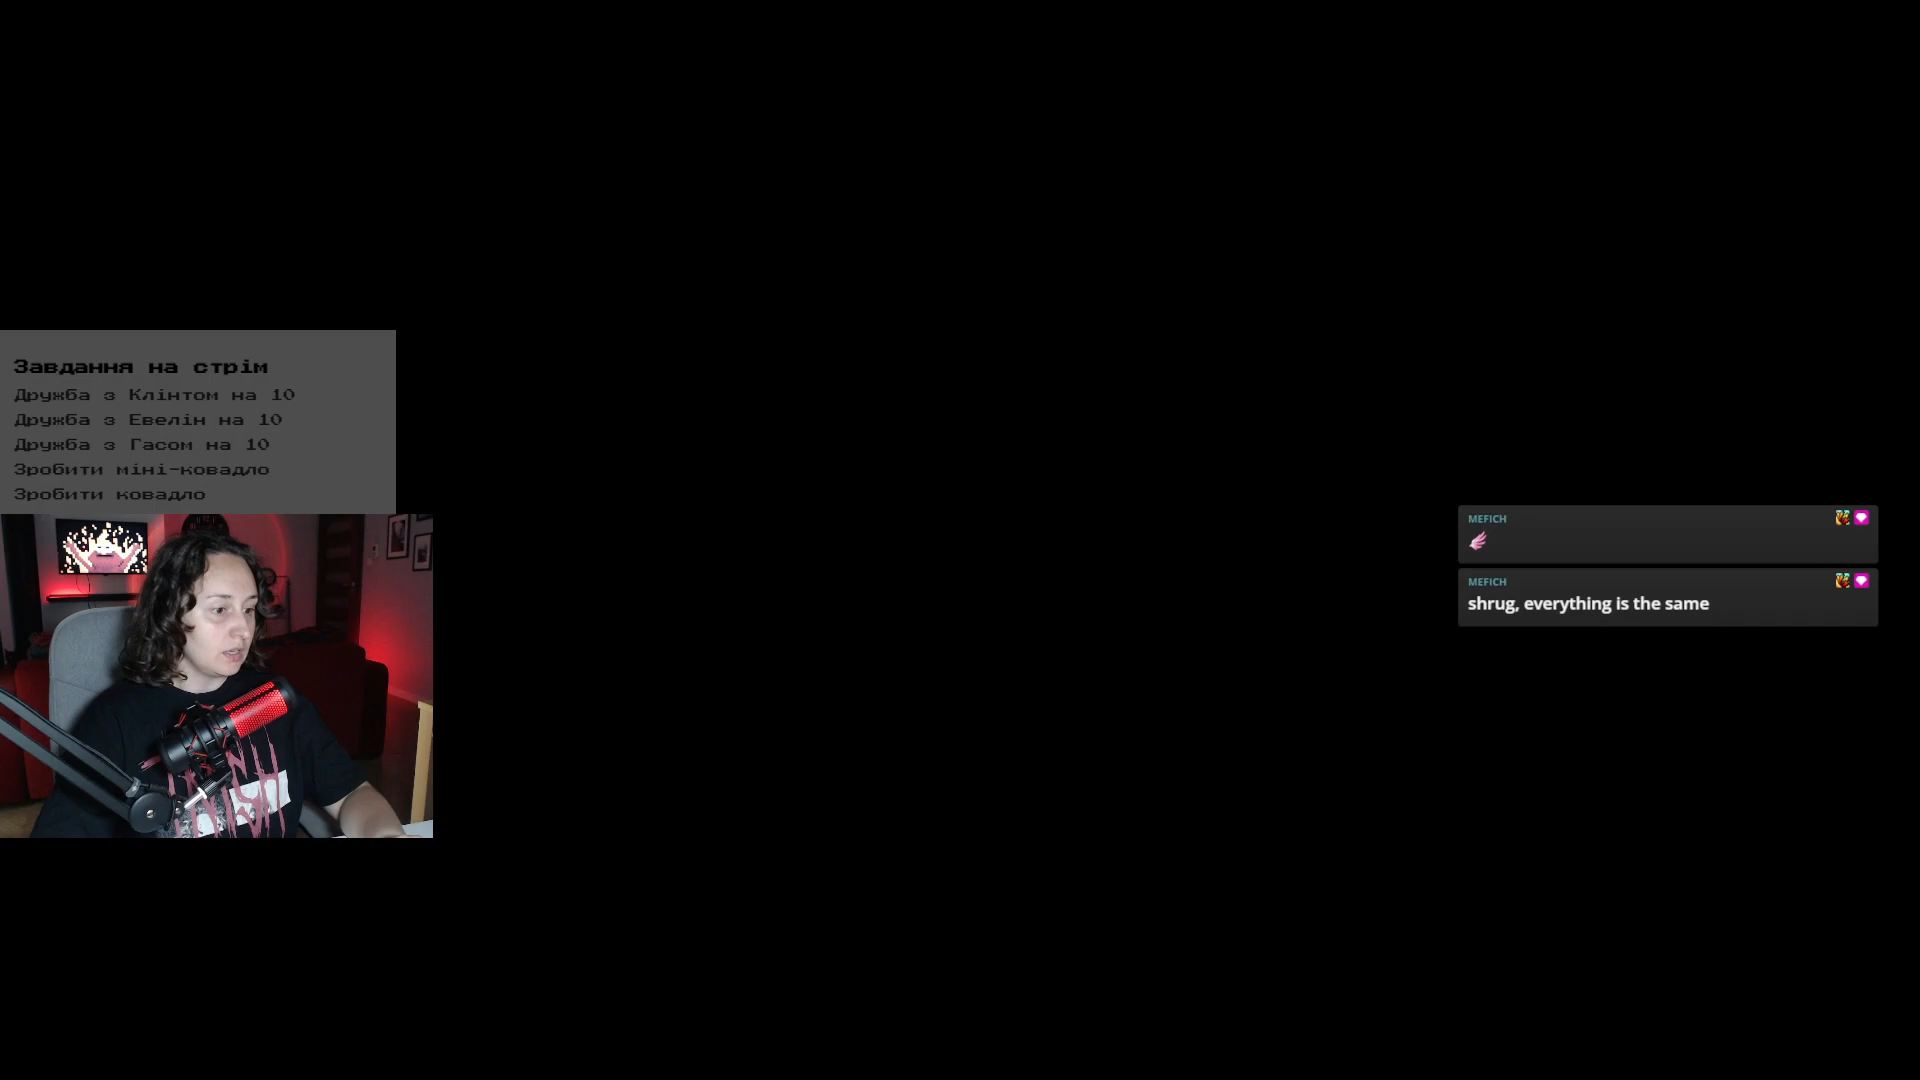 Завдання на стрім
Дружба з Клінтом на 10
Дружба з Евелін на 10
Дружба з Гасом на 10
Зробити міні-ковадло
Зробити ковадло
MEFICH
MEFICH
shrug, everything is the same